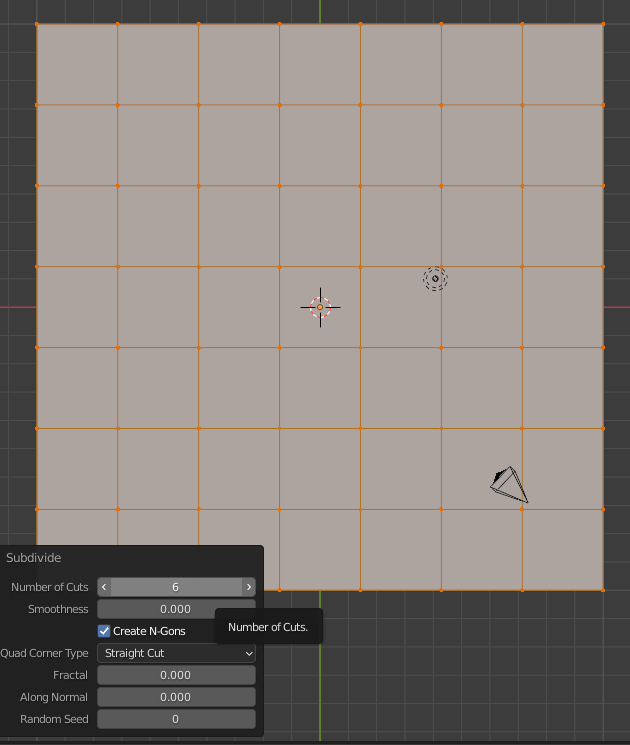 Subdivide
Number of Cuts 6
Smoothness 0.000
Create N-Gons
Number of Cuts.
Quad Corner Type Straight Cut
Fractal 0.000
Along Normal 0.000
Random Seed 0